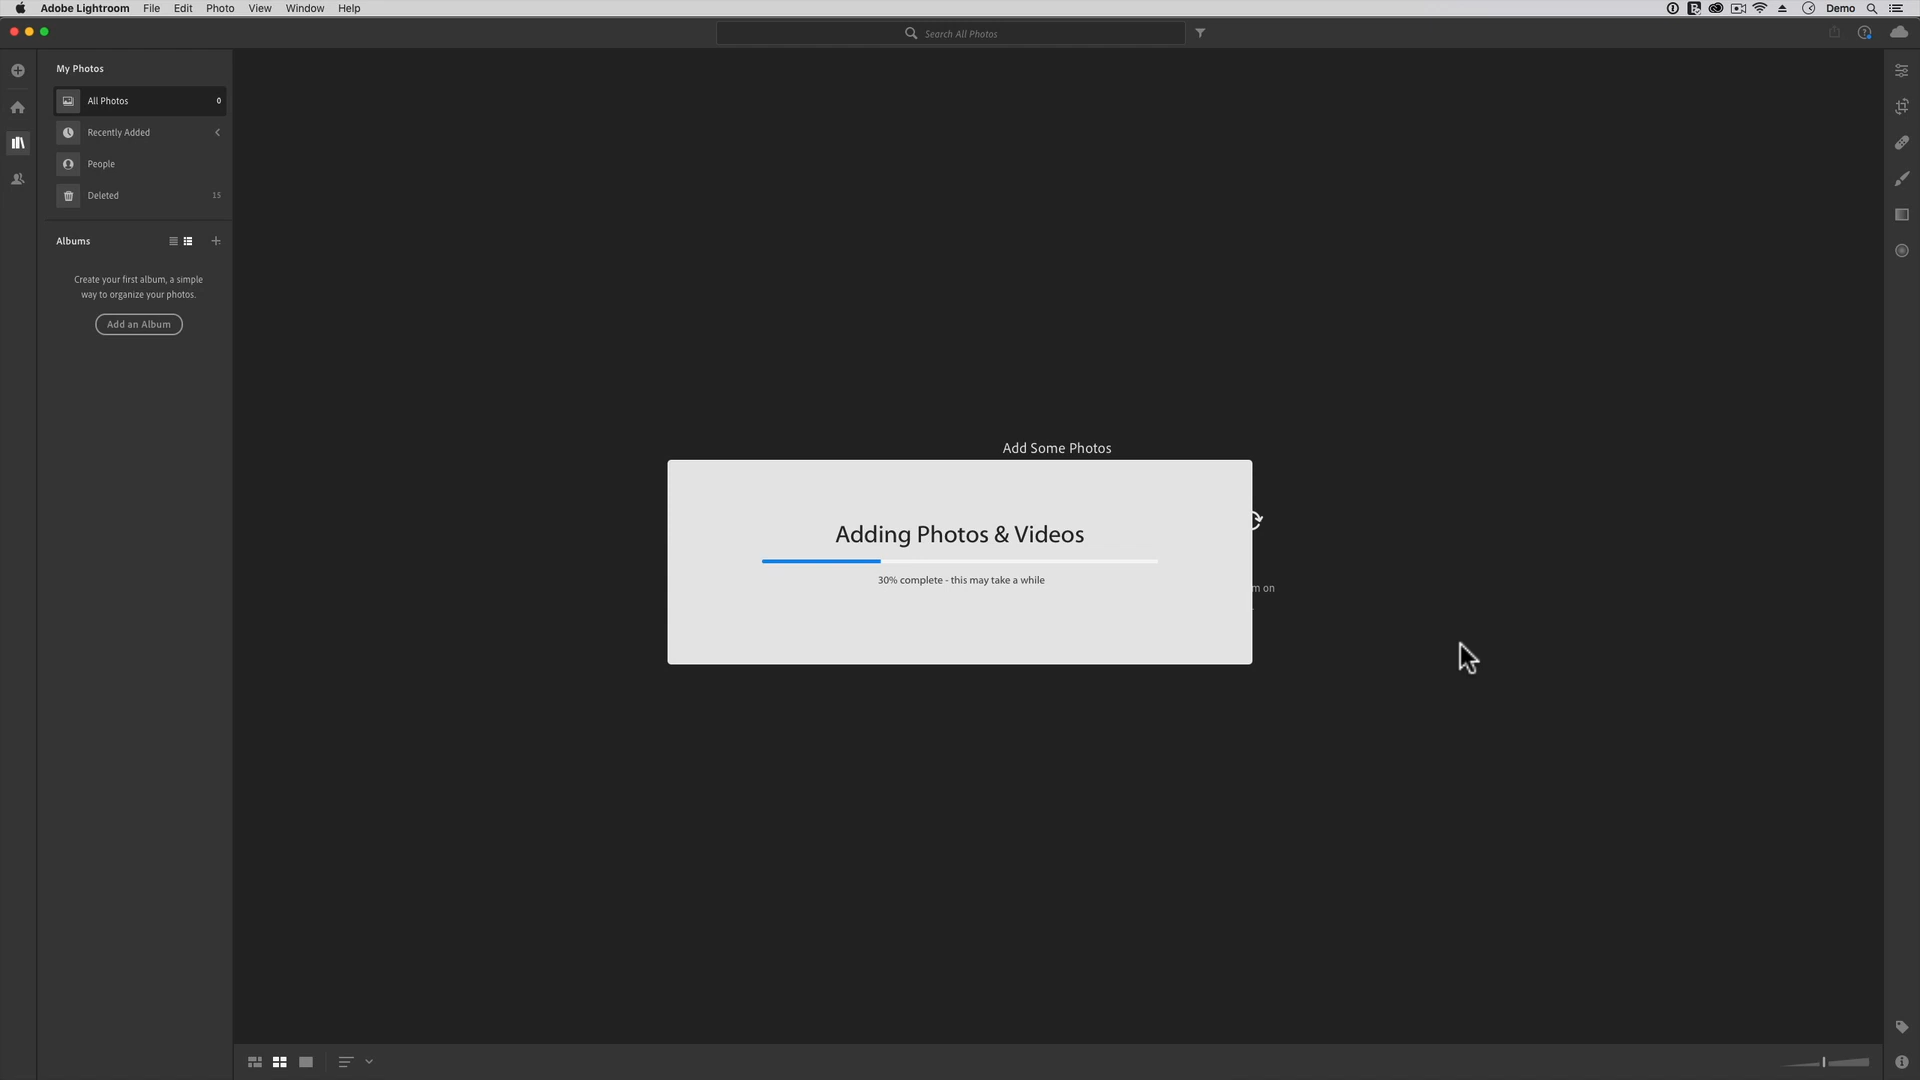 Adobe Lightroom File Edit Photo View Window Help Demo
Search All Photos
My Photos
All Photos 0
Recently Added
People
Deleted 15
Albums
Create your first album, a simple
way to organize your photos.
Add an Album
Add Some Photos
Adding Photos & Videos
30% complete - this may take a while
m on